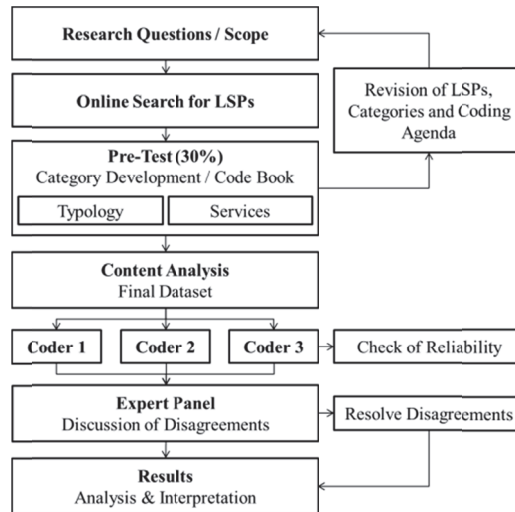 Research Questions / Scope
Online Search for LSPs
Revision of LSPs,
Categories and Coding
Agenda
Pre-Test (30%)
Category Development / Code Book
Typology
Services
Content Analysis
Final Dataset
Coder 1
Coder 2
Coder 3
Check of Reliability
Expert Panel
Discussion of Disagreements
Resolve Disagreements
Results
Analysis & Interpretation